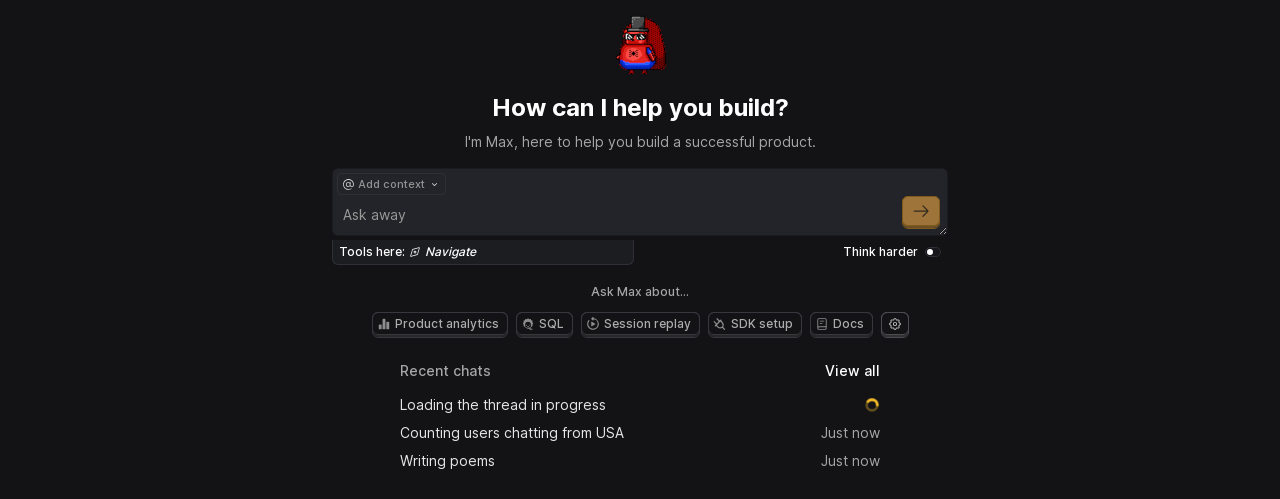 How can I help you build?
I'm Max, here to help you build a successful product.
@ Add context
Ask away
Tools here: Navigate
Think harder
Ask Max about...
Product analytics
SQL
Session replay
SDK setup
Docs
Recent chats
View all
Loading the thread in progress
Counting users chatting from USA
Just now
Writing poems
Just now